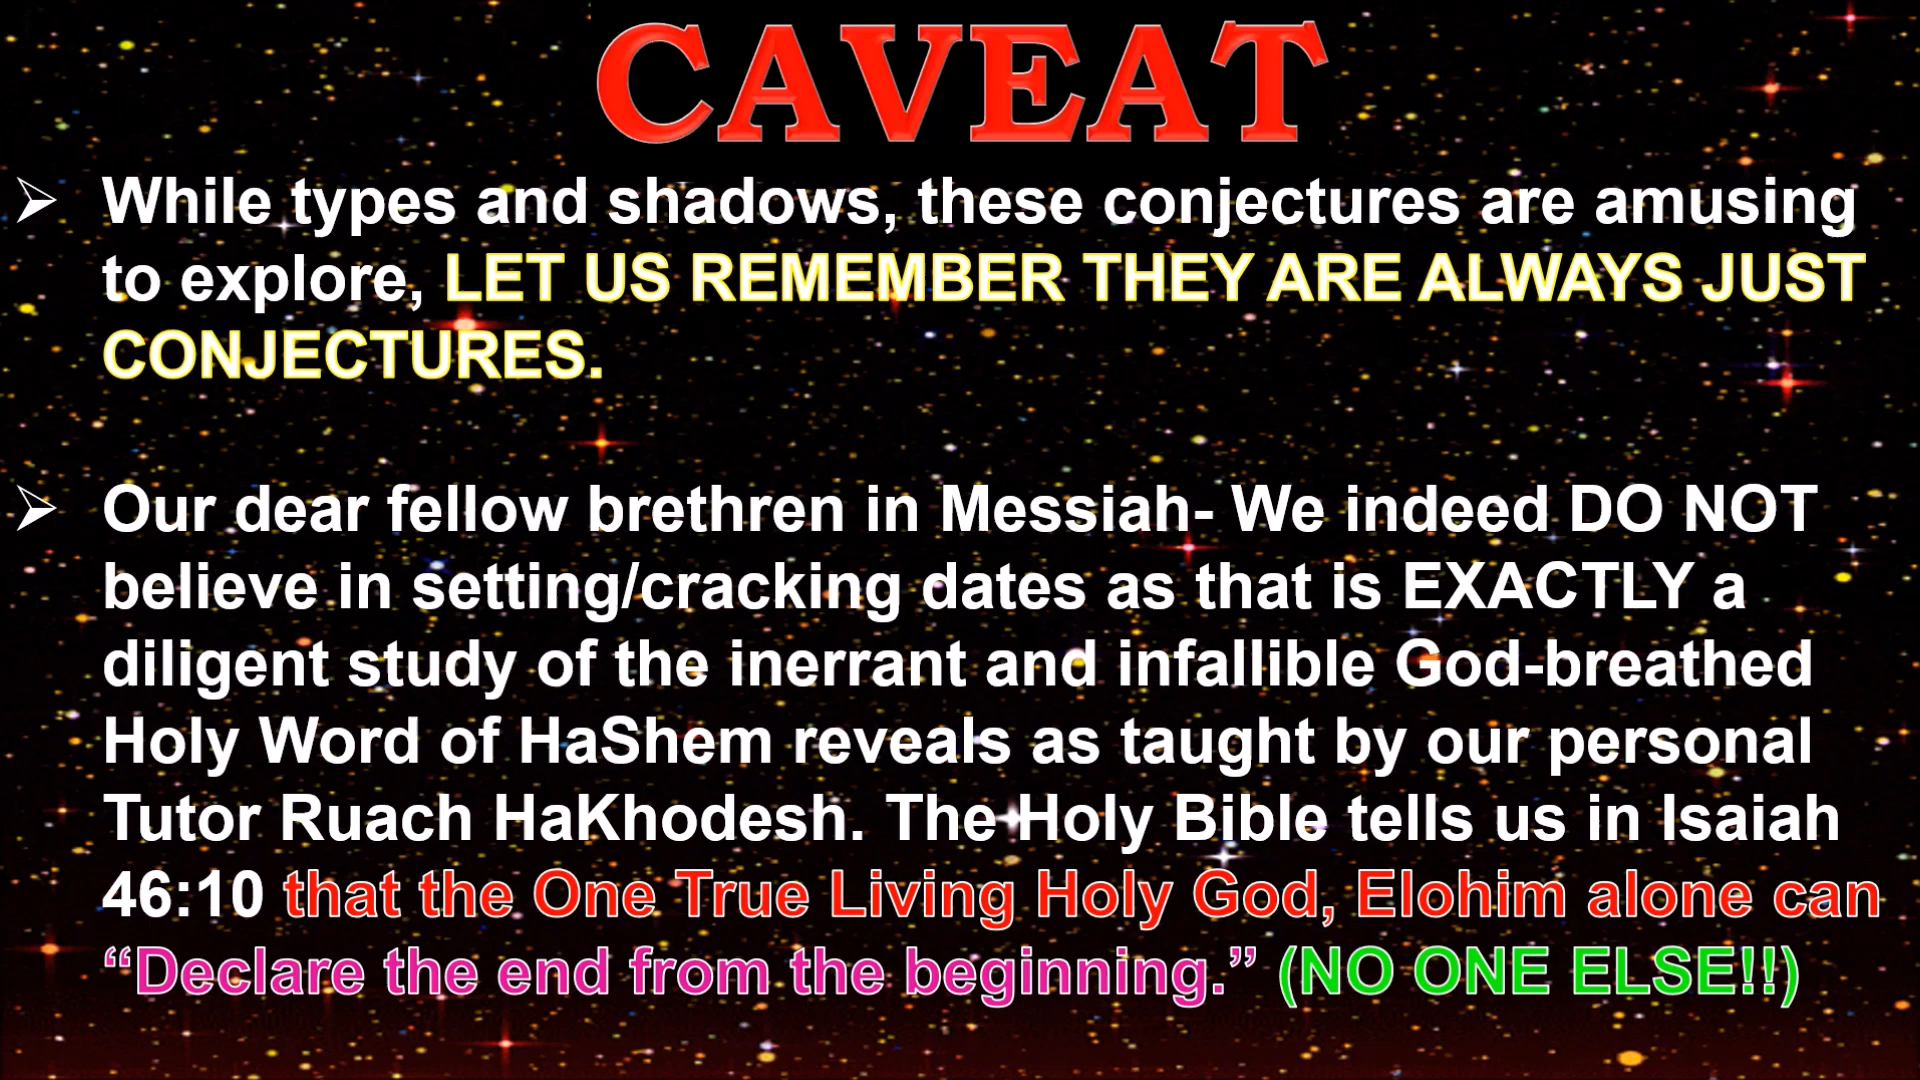 CAVEAT
➢ While types and shadows, these conjectures are amusing
to explore, LET US REMEMBER THEY ARE ALWAYS JUST
CONJECTURES.
➢ Our dear fellow brethren in Messiah- We indeed DO NOT
believe in setting/cracking dates as that is EXACTLY a
diligent study of the inerrant and infallible God-breathed
Holy Word of HaShem reveals as taught by our personal
Tutor Ruach HaKhodesh. The Holy Bible tells us in Isaiah
46:10 that the One True Living Holy God, Elohim alone can
“Declare the end from the beginning.” (NO ONE ELSE!!)